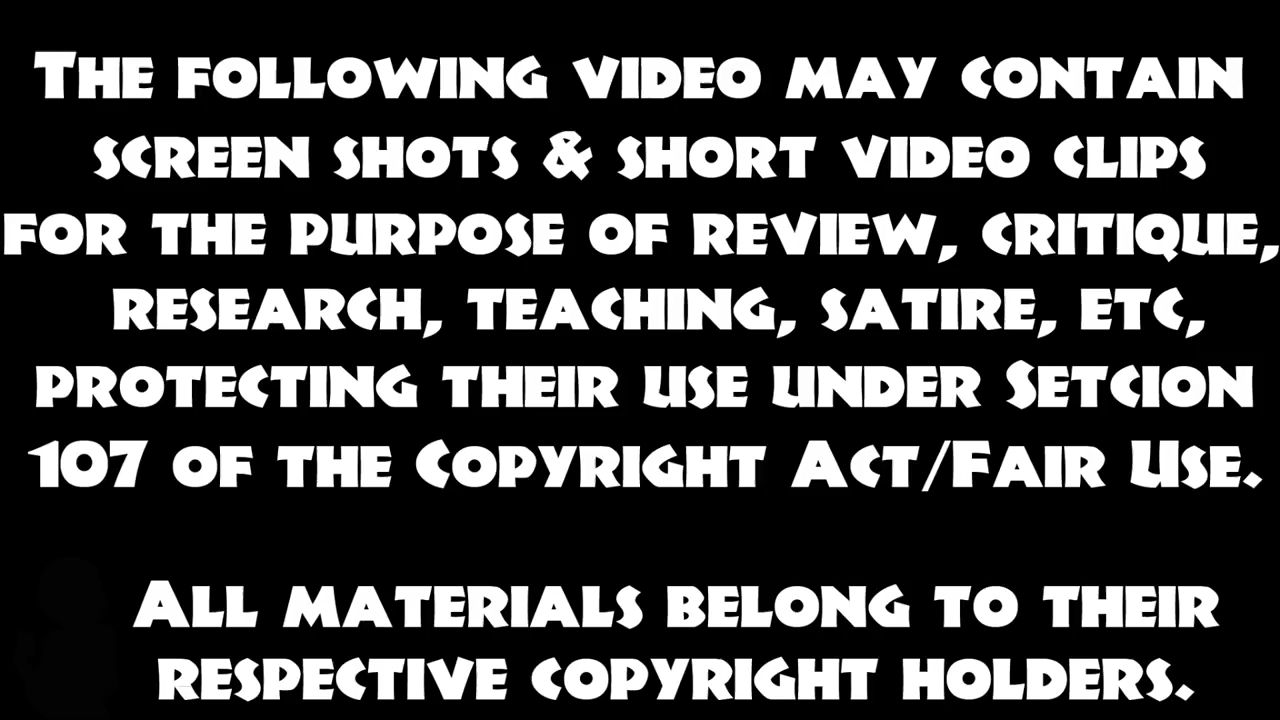 The following video may contain
screen shots & short video clips
for the purpose of review, critique,
research, teaching, satire, etc,
protecting their use under Setcion
107 of the Copyright Act/Fair Use.
All materials belong to their
respective copyright holders.